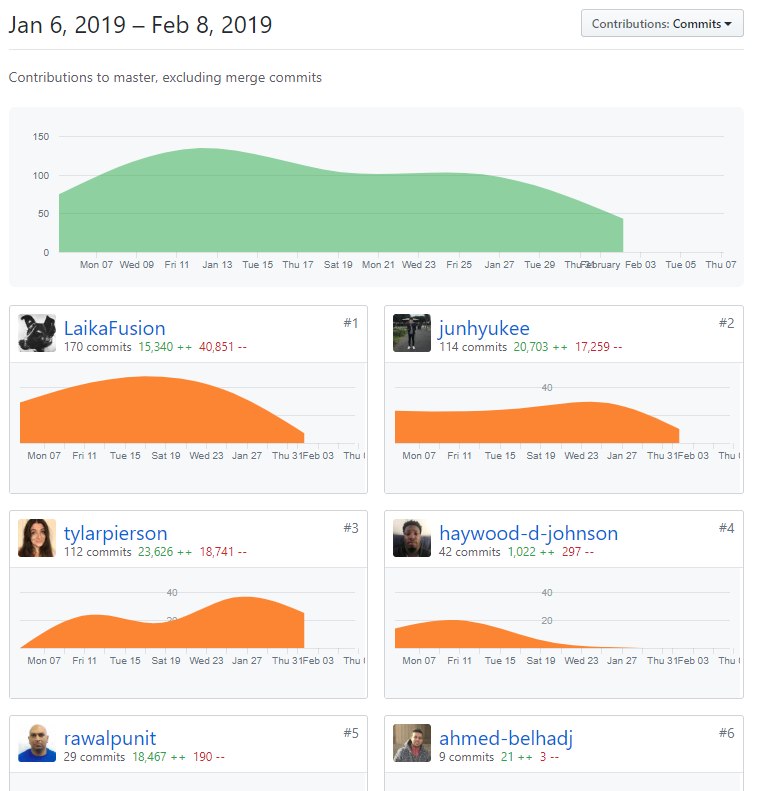 Jan 6, 2019 – Feb 8, 2019
Contributions: Commits
Contributions to master, excluding merge commits
150
100
50
0
Mon 07 Wed 09 Fri 11 Jan 13 Tue 15 Thu 17 Sat 19 Mon 21 Wed 23 Fri 25 Jan 27 Tue 29 Thu 31 February Feb 03 Tue 05 Thu 07
LaikaFusion #1
170 commits 15,340 ++ 40,851 --
Mon 07 Fri 11 Tue 15 Sat 19 Wed 23 Jan 27 Thu 31 Feb 03 Thu
junhyukee #2
114 commits 20,703 ++ 17,259 --
40
Mon 07 Fri 11 Tue 15 Sat 19 Wed 23 Jan 27 Thu 31 Feb 03 Thu
tylarpierson #3
112 commits 23,626 ++ 18,741 --
40
20
Mon 07 Fri 11 Tue 15 Sat 19 Wed 23 Jan 27 Thu 31 Feb 03 Thu
haywood-d-johnson #4
42 commits 1,022 ++ 297 --
40
20
Mon 07 Fri 11 Tue 15 Sat 19 Wed 23 Jan 27 Thu 31 Feb 03 Thu
rawalpunit #5
29 commits 18,467 ++ 190 --
ahmed-belhadj #6
9 commits 21 ++ 3 --